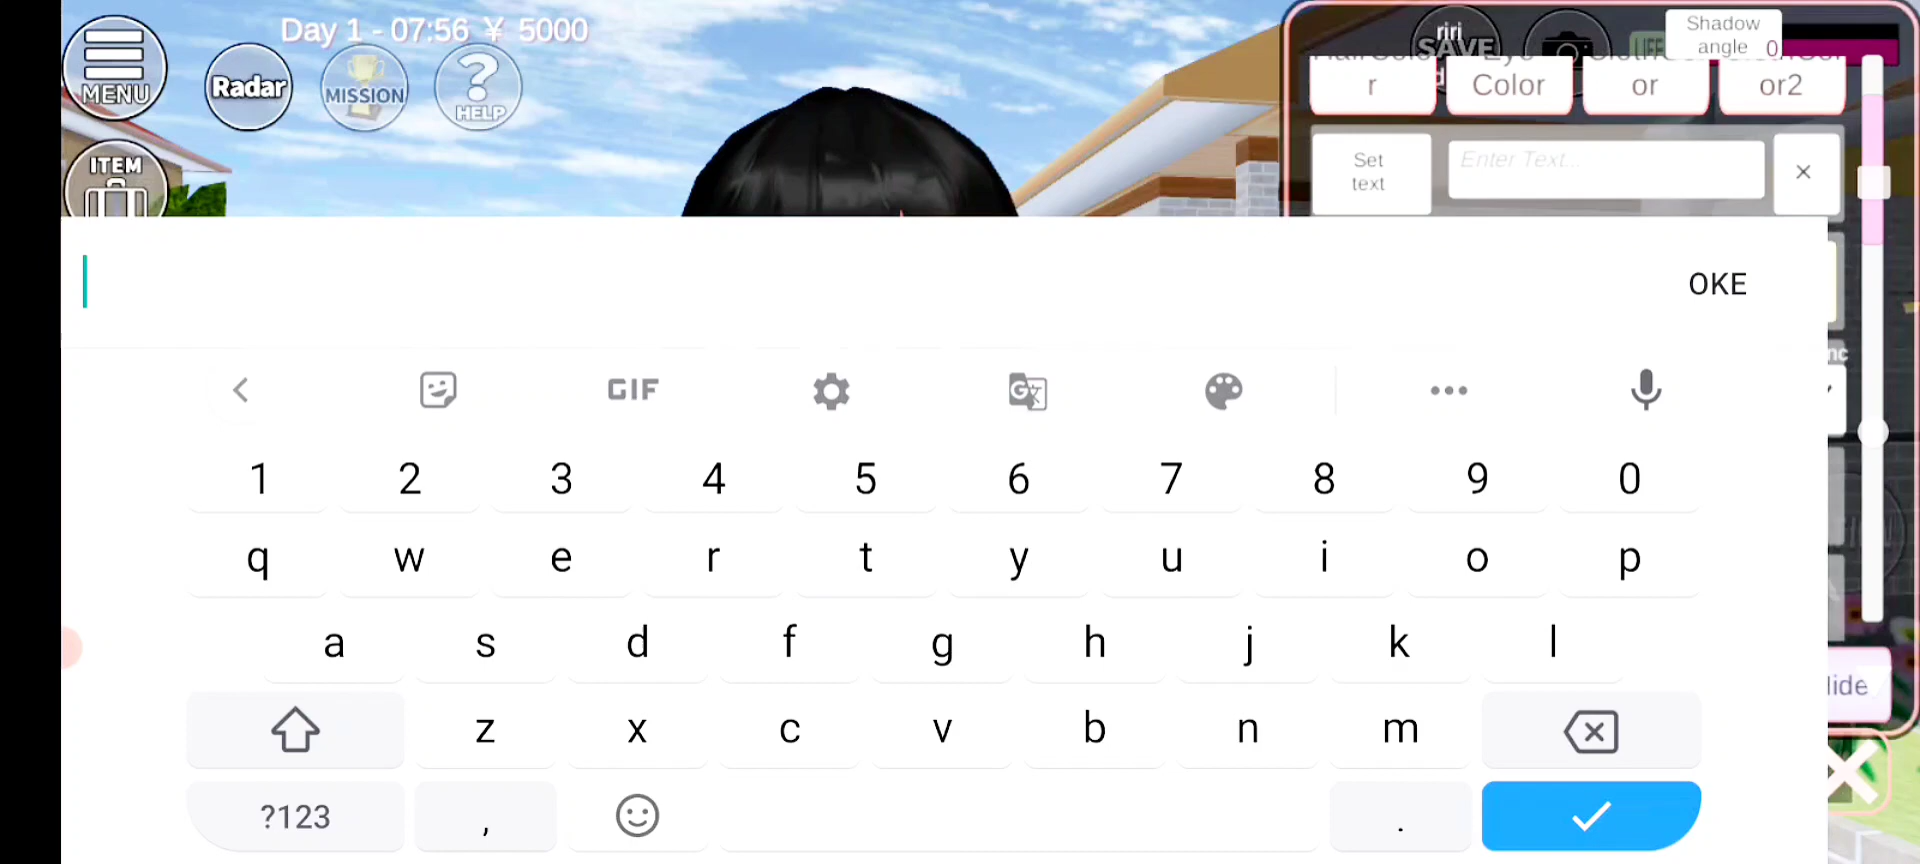 Day 1 - 07:56 ¥ 5000
MENU
Radar
MISSION
?
HELP
ITEM
riri
SAVE
LIFE
Shadow
angle 0
r
Color
or
or2
Set
text
Enter Text...
×
OKE
GIF
1 2 3 4 5 6 7 8 9 0
q w e r t y u i o p
a s d f g h j k l
z x c v b n m
?123 , .